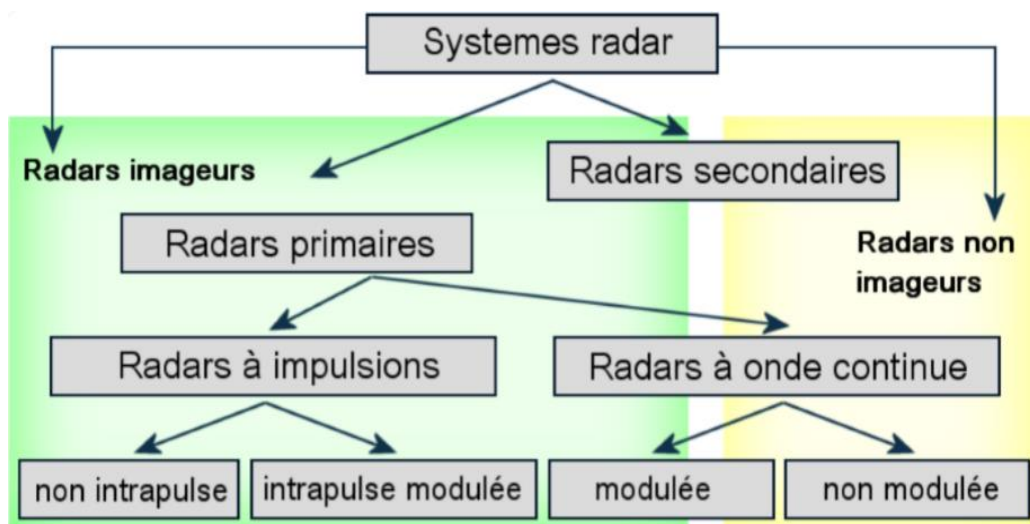 Systemes radar
Radars imageurs
Radars secondaires
Radars primaires
Radars non
imageurs
Radars à impulsions
Radars à onde continue
non intrapulse
intrapulse modulée
modulée
non modulée